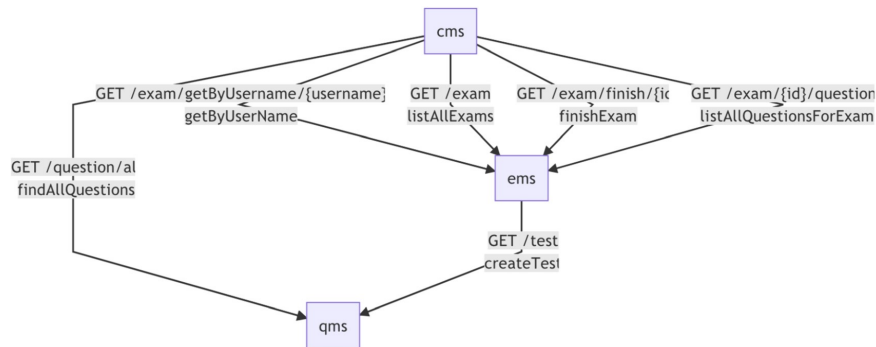 cms
GET /exam/getByUsername/{username}
getByUserName
GET /exam
listAllExams
GET /exam/finish/{ic
finishExam
GET /exam/{id}/question
listAllQuestionsForExam
GET /question/al
findAllQuestions
ems
GET /test
createTest
qms